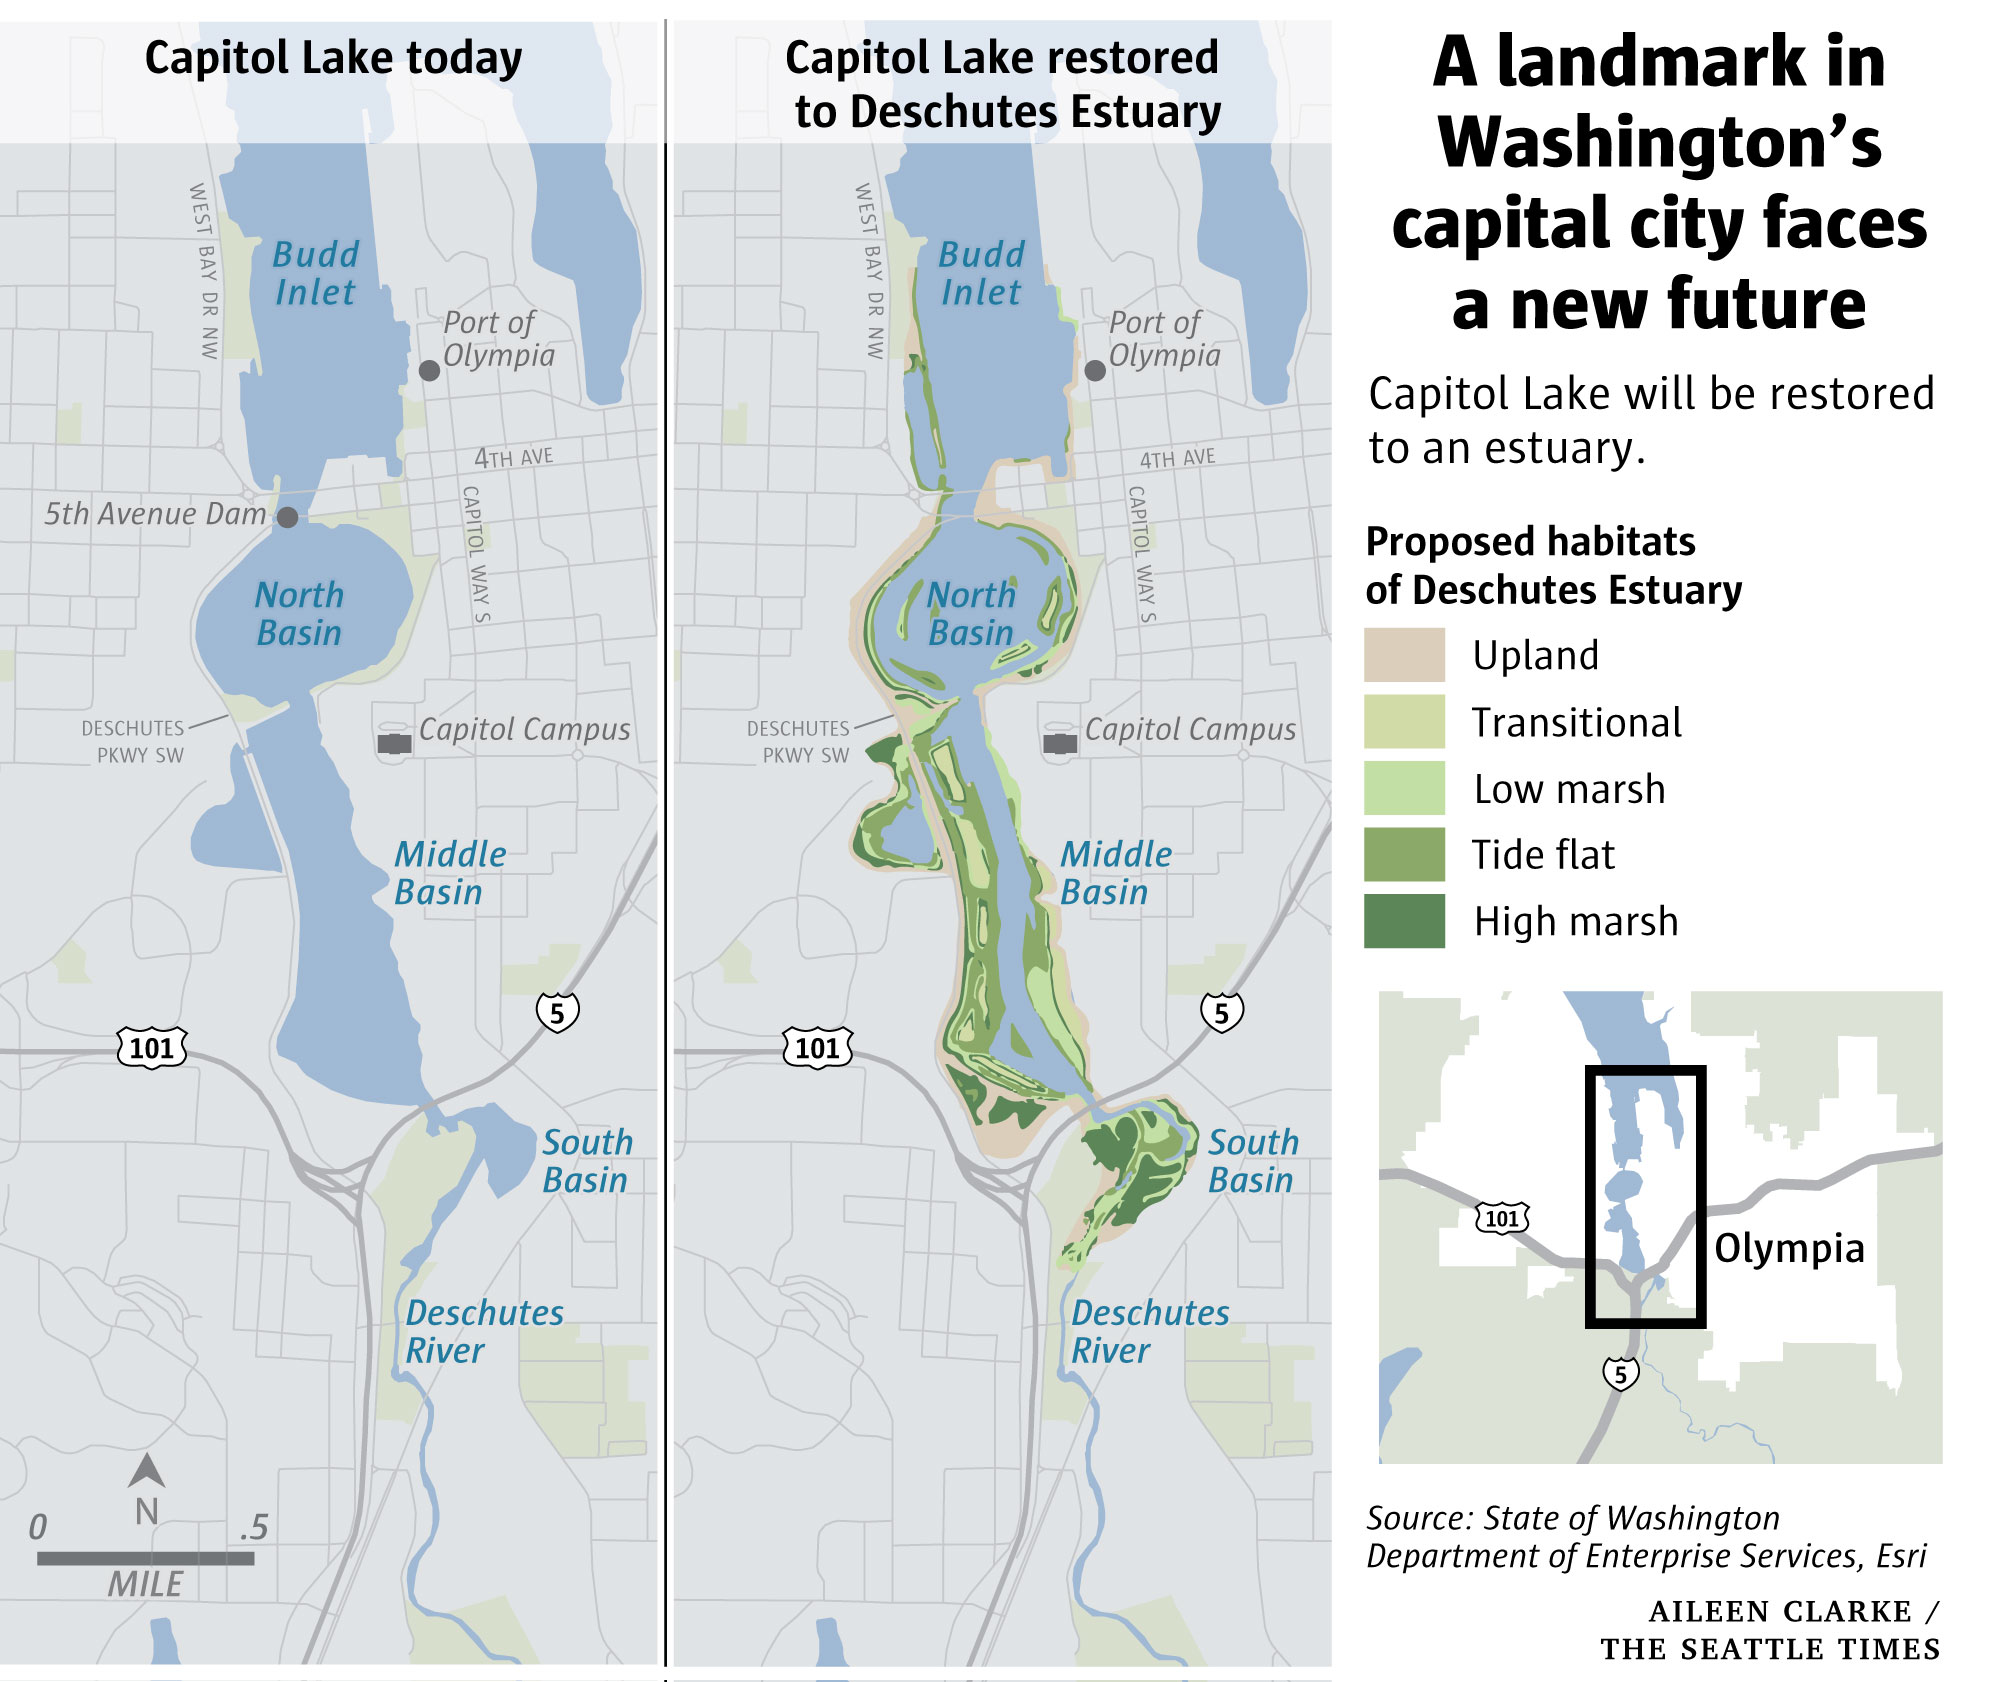 Capitol Lake today
WEST BAY DR NW
Budd
Inlet
Port of
Olympia
4TH AVE
5th Avenue Dam
CAPITOL WAY S
North
Basin
DESCHUTES
PKWY SW
Capitol Campus
Middle
Basin
5
101
South
Basin
Deschutes
River
N
0 .5
MILE
Capitol Lake restored
to Deschutes Estuary
WEST BAY DR NW
Budd
Inlet
Port of
Olympia
4TH AVE
CAPITOL WAY S
North
Basin
DESCHUTES
PKWY SW
Capitol Campus
Middle
Basin
5
101
South
Basin
Deschutes
River
A landmark in
Washington’s
capital city faces
a new future
Capitol Lake will be restored
to an estuary.
Proposed habitats
of Deschutes Estuary
Upland
Transitional
Low marsh
Tide flat
High marsh
101
Olympia
5
Source: State of Washington
Department of Enterprise Services, Esri
AILEEN CLARKE /
THE SEATTLE TIMES